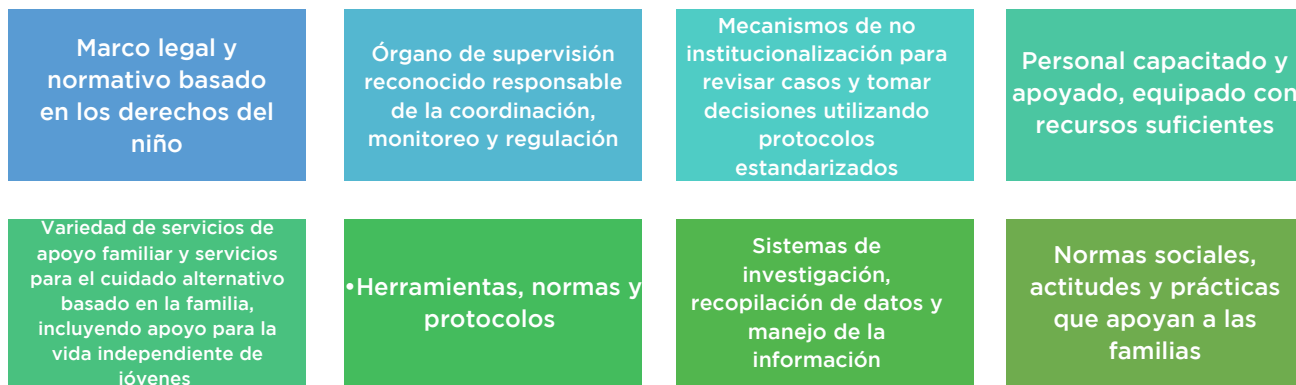 Marco legal y
normativo basado
en los derechos del
niño
Órgano de supervisión
reconocido responsable
de la coordinación,
monitoreo y regulación
Mecanismos de no
institucionalización para
revisar casos y tomar
decisiones utilizando
protocolos
estandarizados
Personal capacitado y
apoyado, equipado con
recursos suficientes
Variedad de servicios de
apoyo familiar y servicios
para el cuidado alternativo
basado en la familia,
incluyendo apoyo para la
vida independiente de
jóvenes
•Herramientas, normas y
protocolos
Sistemas de
investigación,
recopilación de datos y
manejo de la
información
Normas sociales,
actitudes y prácticas
que apoyan a las
familias